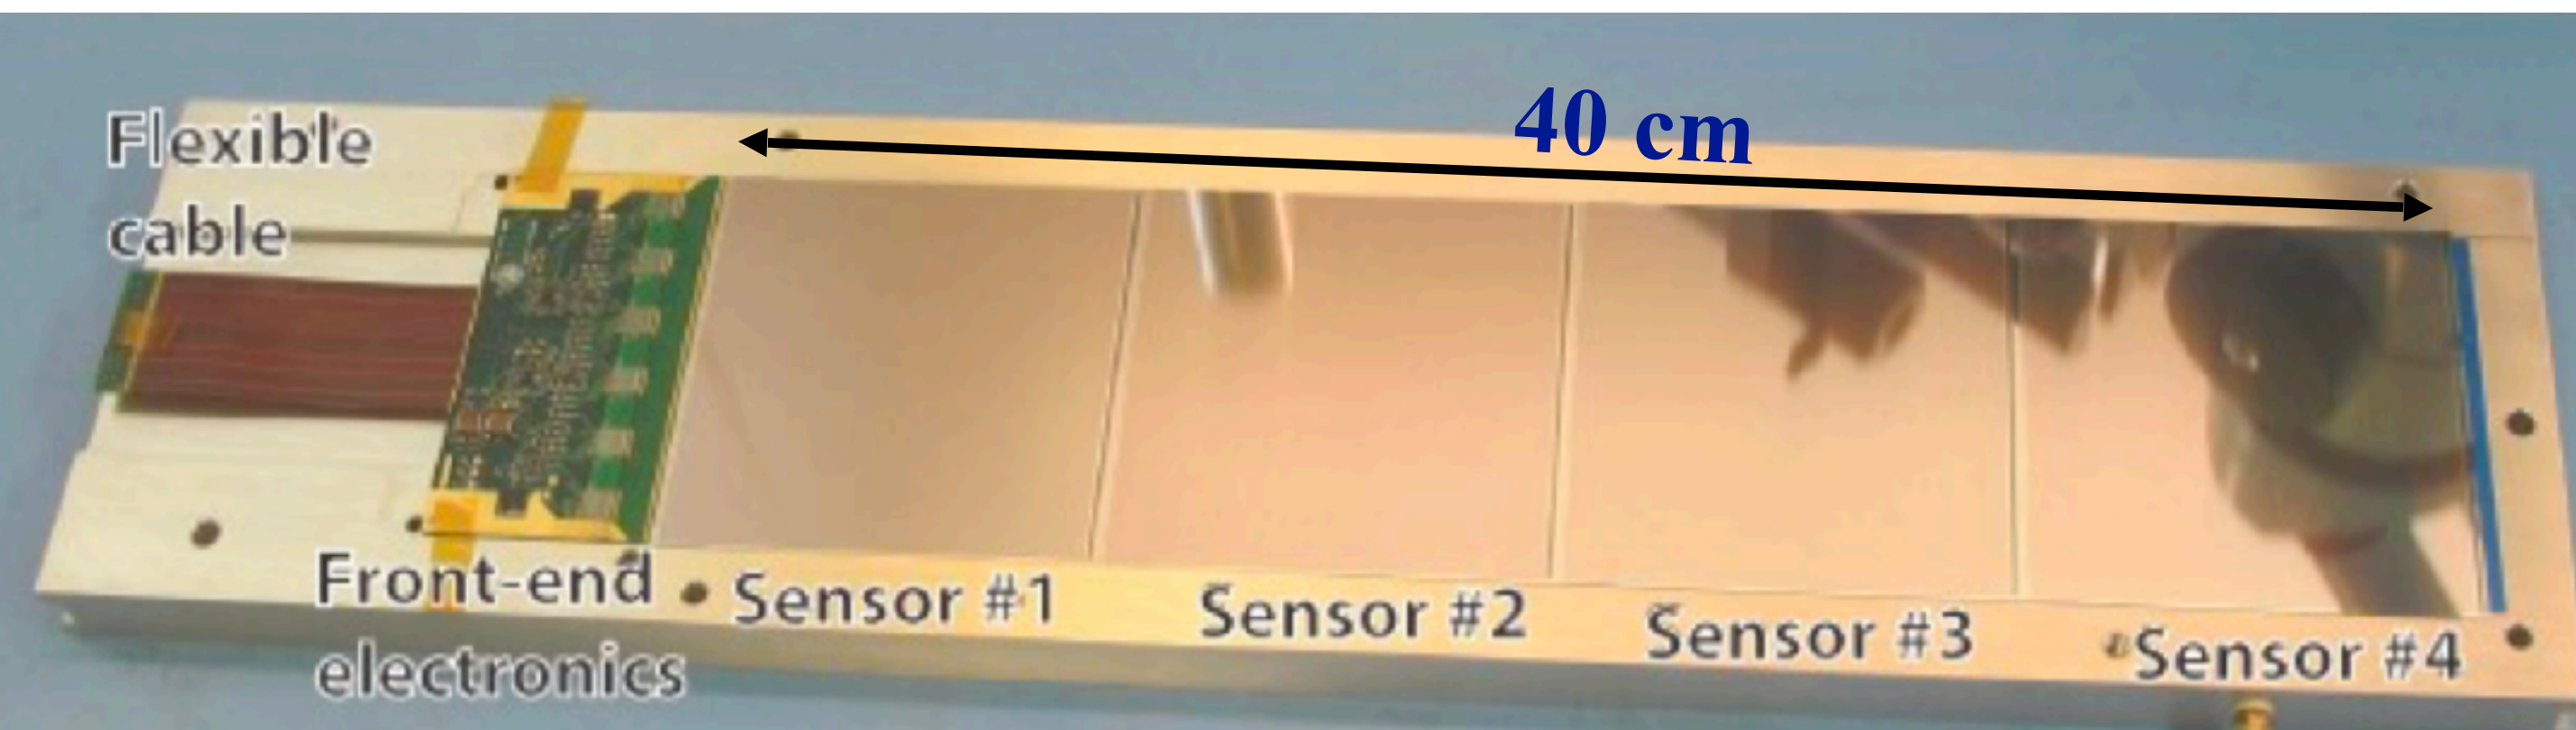 Flexible
cable
40 cm
Front-end
electronics
Sensor #1
Sensor #2
Sensor #3
Sensor #4